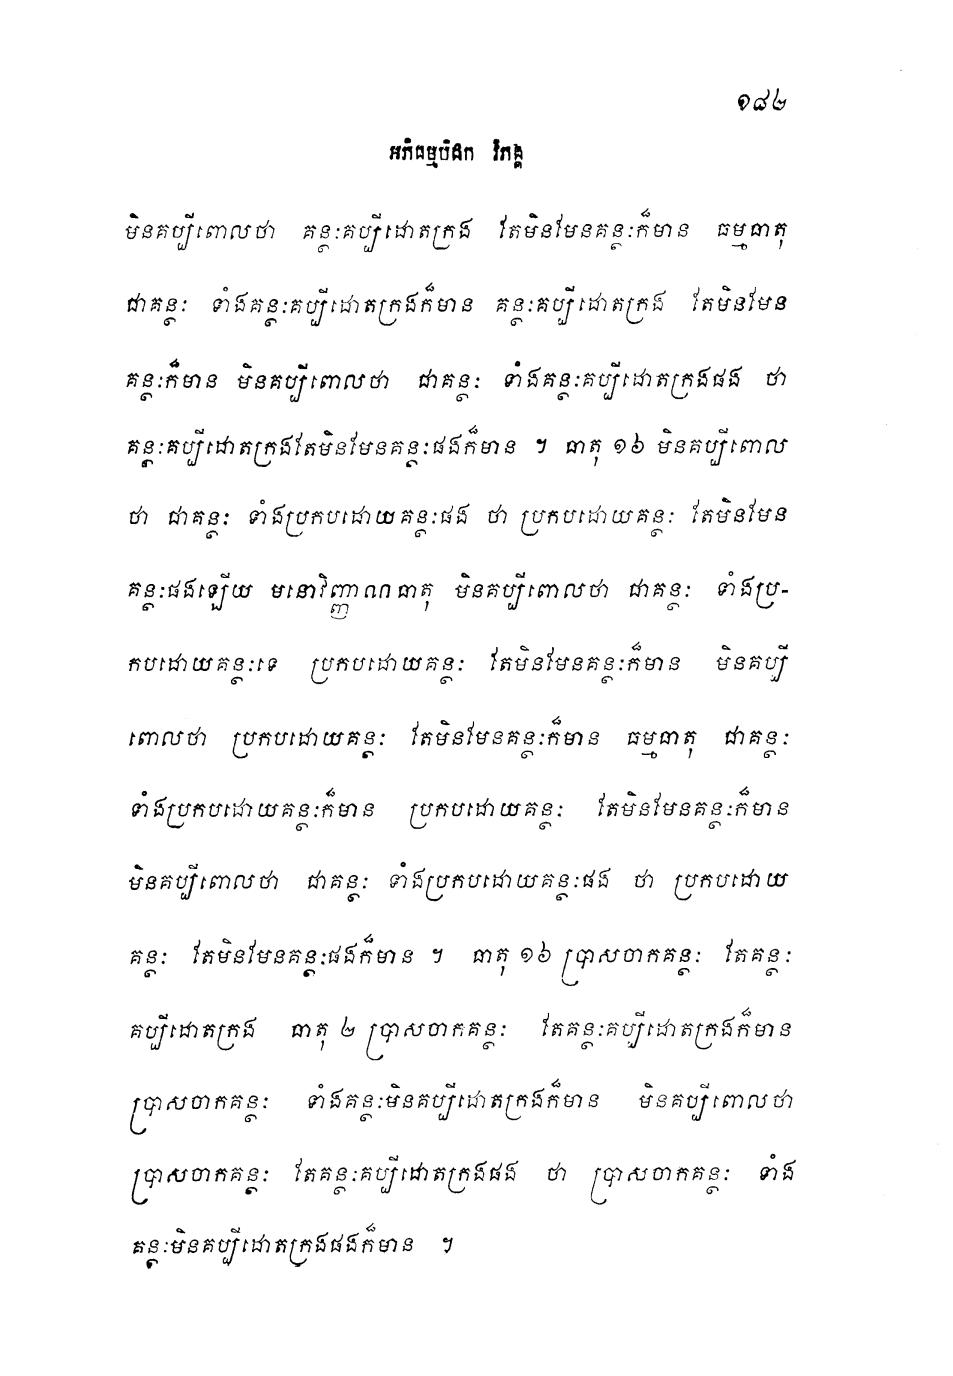 ១៨២
អភិធម្មបិដក វិភង្គ
មិនគប្បីពោលថា គន្ថៈគប្បីដោតក្រង តែមិនមែនគន្ថៈក៏មាន ធម្មធាតុ
ជាគន្ថៈ ទាំងគន្ថៈគប្បីដោតក្រងក៏មាន គន្ថៈគប្បីដោតក្រង តែមិនមែន
គន្ថៈក៏មាន មិនគប្បីពោលថា ជាគន្ថៈ ទាំងគន្ថៈគប្បីដោតក្រងផង ថា
គន្ថៈគប្បីដោតក្រងតែមិនមែនគន្ថៈផងក៏មាន ។ ធាតុ ១៦ មិនគប្បីពោល
ថា ជាគន្ថៈ ទាំងប្រកបដោយគន្ថៈផង ថា ប្រកបដោយគន្ថៈ តែមិនមែន
គន្ថៈផងឡើយ មនោវិញ្ញាណធាតុ មិនគប្បីពោលថា ជាគន្ថៈ ទាំងប្រ-
កបដោយគន្ថៈទេ ប្រកបដោយគន្ថៈ តែមិនមែនគន្ថៈក៏មាន មិនគប្បី
ពោលថា ប្រកបដោយគន្ថៈ តែមិនមែនគន្ថៈក៏មាន ធម្មធាតុ ជាគន្ថៈ
ទាំងប្រកបដោយគន្ថៈក៏មាន ប្រកបដោយគន្ថៈ តែមិនមែនគន្ថៈក៏មាន
មិនគប្បីពោលថា ជាគន្ថៈ ទាំងប្រកបដោយគន្ថៈផង ថា ប្រកបដោយ
គន្ថៈ តែមិនមែនគន្ថៈផងក៏មាន ។ ធាតុ ១៦ ប្រាសចាកគន្ថៈ តែគន្ថៈ
គប្បីដោតក្រង ធាតុ ២ ប្រាសចាកគន្ថៈ តែគន្ថៈគប្បីដោតក្រងក៏មាន
ប្រាសចាកគន្ថៈ ទាំងគន្ថៈមិនគប្បីដោតក្រងក៏មាន មិនគប្បីពោលថា
ប្រាសចាកគន្ថៈ តែគន្ថៈគប្បីដោតក្រងផង ថា ប្រាសចាកគន្ថៈ ទាំង
គន្ថៈមិនគប្បីដោតក្រងផងក៏មាន ។